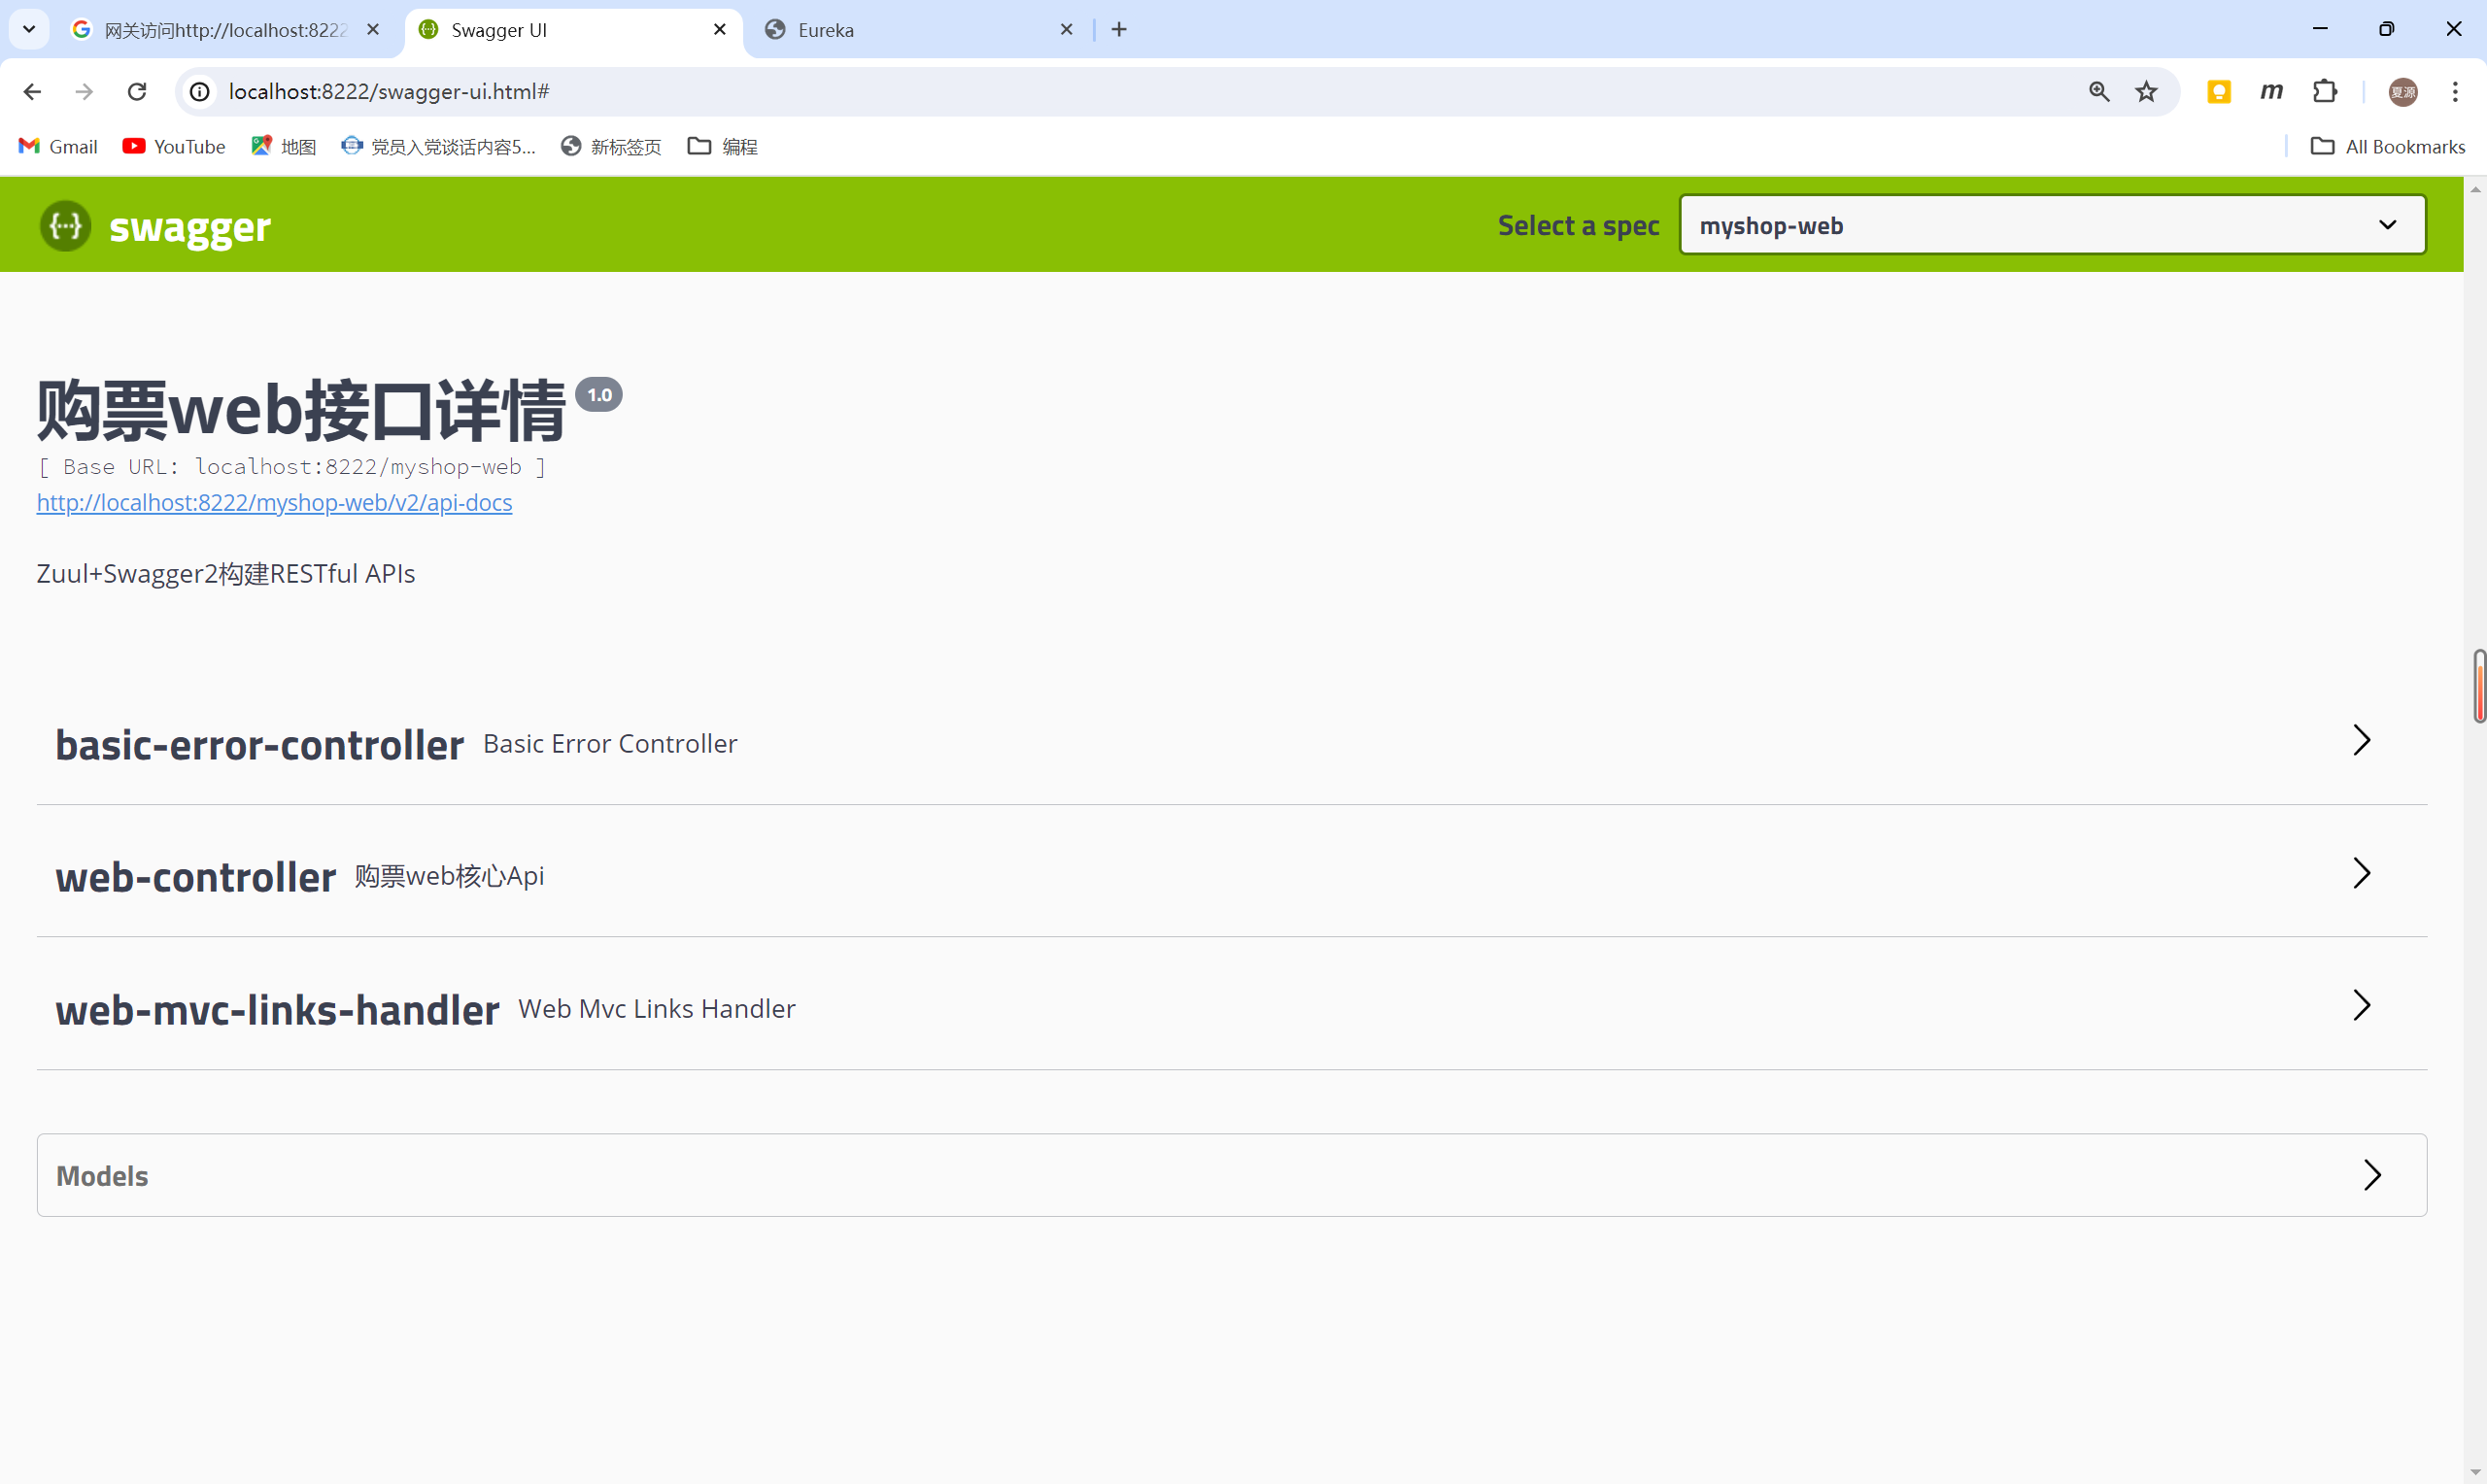 网关访问http://localhost:8222
Swagger UI
Eureka
localhost:8222/swagger-ui.html#
m
夏源
Gmail
YouTube
地图
党员入党谈话内容5...
新标签页
编程
All Bookmarks
{···} swagger
Select a spec
myshop-web
购票web接口详情 1.0
[ Base URL: localhost:8222/myshop-web ]
http://localhost:8222/myshop-web/v2/api-docs
Zuul+Swagger2构建RESTful APIs
basic-error-controller Basic Error Controller
web-controller 购票web核心Api
web-mvc-links-handler Web Mvc Links Handler
Models